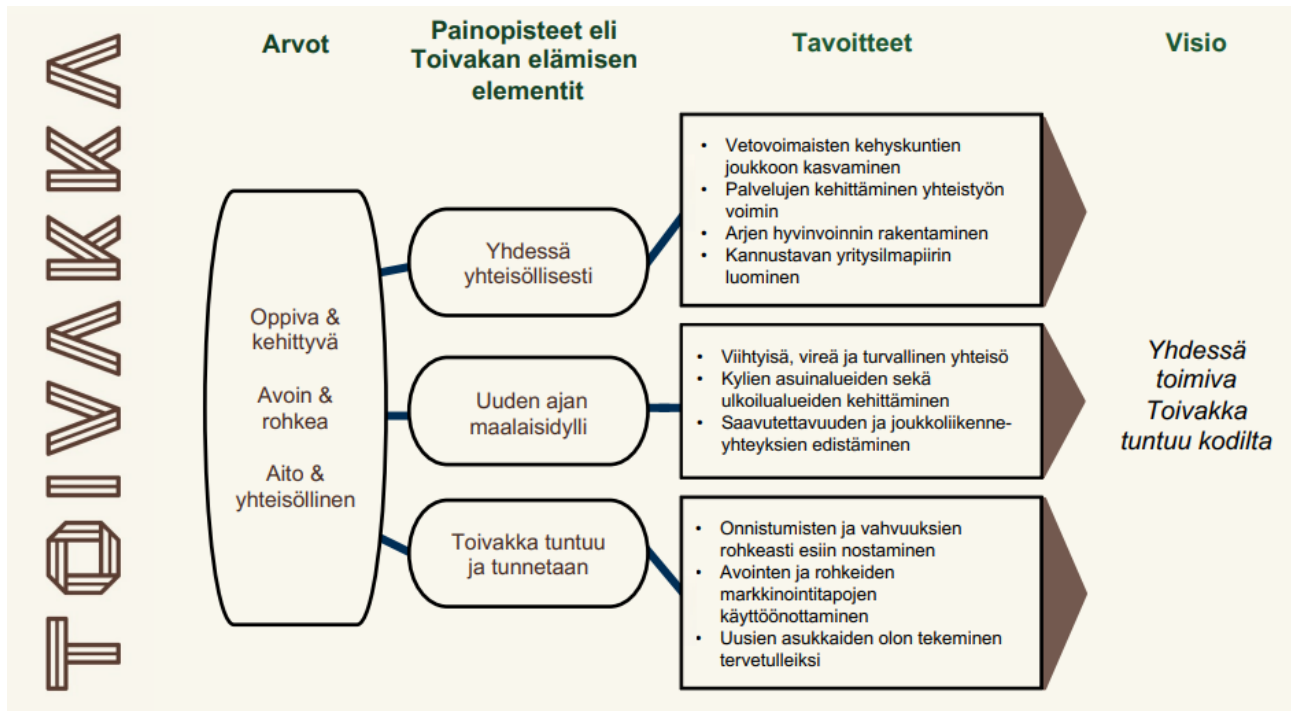 TOIVAKKA
Arvot
Painopisteet eli
Toivakan elämisen
elementit
Tavoitteet
Visio
Oppiva &
kehittyvä
Avoin &
rohkea
Aito &
yhteisöllinen
Yhdessä
yhteisöllisesti
Uuden ajan
maalaisidylli
Toivakka tuntuu
ja tunnetaan
• Vetovoimaisten kehyskuntien
joukkoon kasvaminen
• Palvelujen kehittäminen yhteistyön
voimin
• Arjen hyvinvoinnin rakentaminen
• Kannustavan yritysilmapiirin
luominen
• Viihtyisä, vireä ja turvallinen yhteisö
• Kylien asuinalueiden sekä
ulkoilualueiden kehittäminen
• Saavutettavuuden ja joukkoliikenne-
yhteyksien edistäminen
• Onnistumisten ja vahvuuksien
rohkeasti esiin nostaminen
• Avointen ja rohkeiden
markkinointitapojen
käyttöönottaminen
• Uusien asukkaiden olon tekeminen
tervetulleiksi
Yhdessä
toimiva
Toivakka
tuntuu kodilta